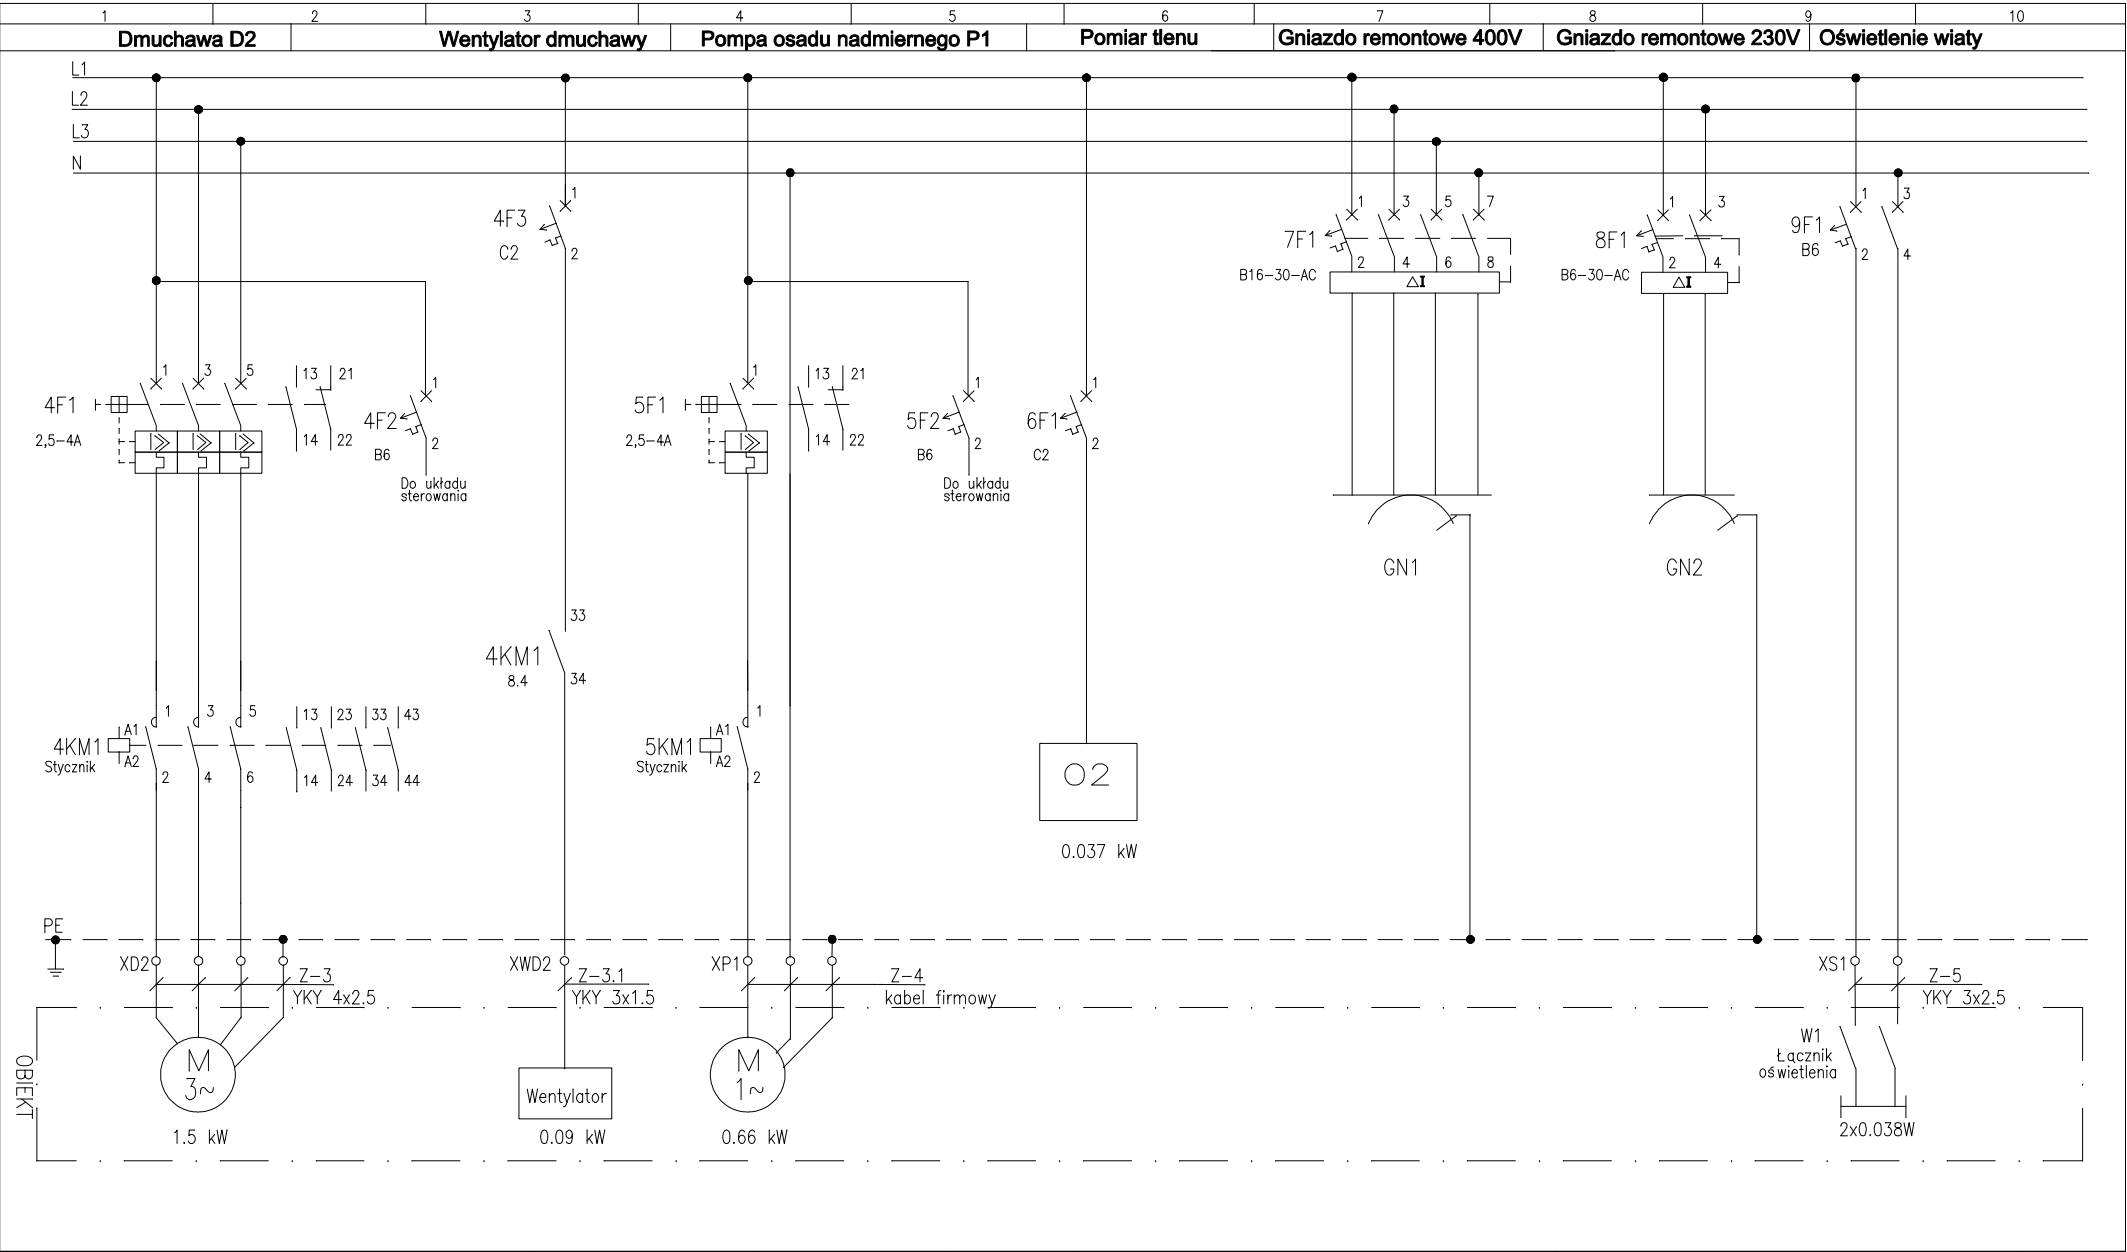 1 2 3 4 5 6 7 8 9 10
Dmuchawa D2 Wentylator dmuchawy Pompa osadu nadmiernego P1 Pomiar tlenu Gniazdo remontowe 400V Gniazdo remontowe 230V Oświetlenie wiaty
L1
L2
L3
N
1
4F3
C2
2
1 3 5 7
7F1
2 4 6 8
B16-30-AC
ΔI
1 3
8F1
2 4
B6-30-AC
ΔI
1 3
9F1
B6
2 4
1 3 5 13 21
4F1
2,5-4A
14 22
1
4F2
2
B6
Do układu
sterowania
1 13 21
5F1
2,5-4A
14 22
1
5F2
2
B6
Do układu
sterowania
1
6F1
2
C2
GN1
GN2
33
4KM1
8.4
34
1 3 5 13 23 33 43
A1
4KM1
Stycznik
A2
2 4 6 14 24 34 44
1
A1
5KM1
Stycznik
A2
2
O2
0.037 kW
PE
XD2
Z-3
YKY 4x2.5
XWD2
Z-3.1
YKY 3x1.5
XP1
Z-4
kabel firmowy
XS1
Z-5
YKY 3x2.5
OBIEKT
M
3~
1.5 kW
Wentylator
0.09 kW
M
1~
0.66 kW
W1
Łącznik
oświetlenia
2x0.038W